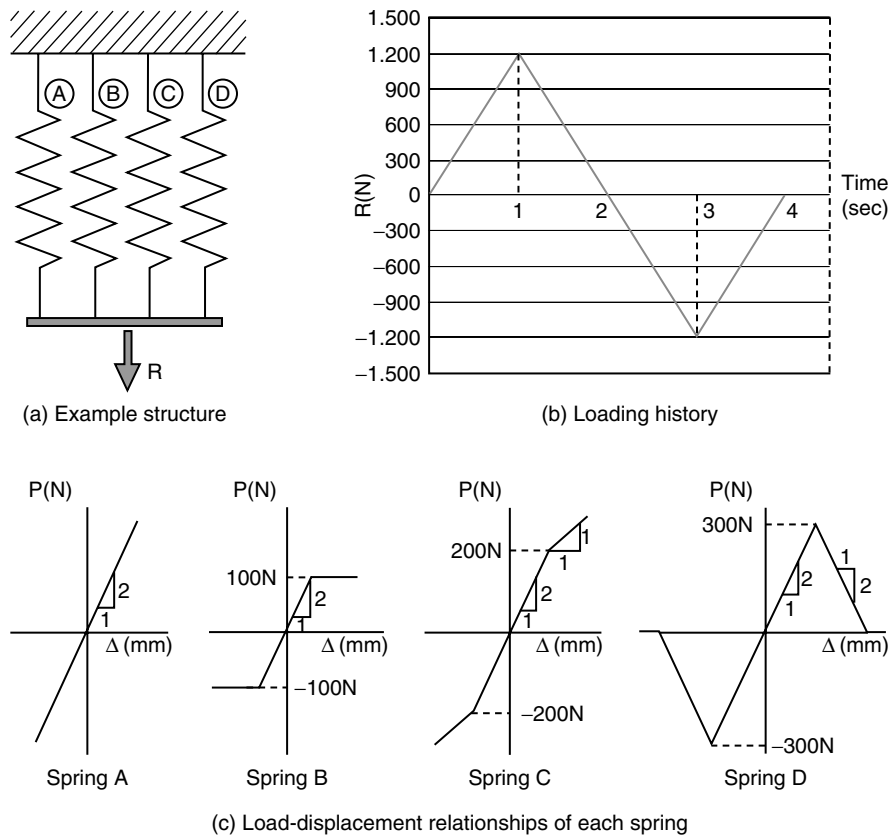 A B C D
R
(a) Example structure
1.500
1.200
900
600
300
0
−300
−600
−900
−1.200
−1.500
R(N)
1 2 3 4
Time
(sec)
(b) Loading history
P(N)
2
1
Δ (mm)
Spring A
P(N)
100N
2
1
Δ (mm)
−100N
Spring B
P(N)
200N
1
1
2
1
Δ (mm)
−200N
Spring C
P(N)
300N
1
2
2
1
Δ (mm)
−300N
Spring D
(c) Load-displacement relationships of each spring